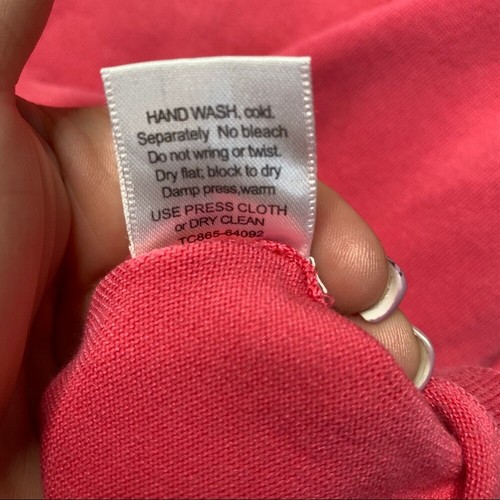 HAND WASH, cold.
Separately No bleach
Do not wring or twist.
Dry flat; block to dry
Damp press,warm
USE PRESS CLOTH
or DRY CLEAN
TC865-64092